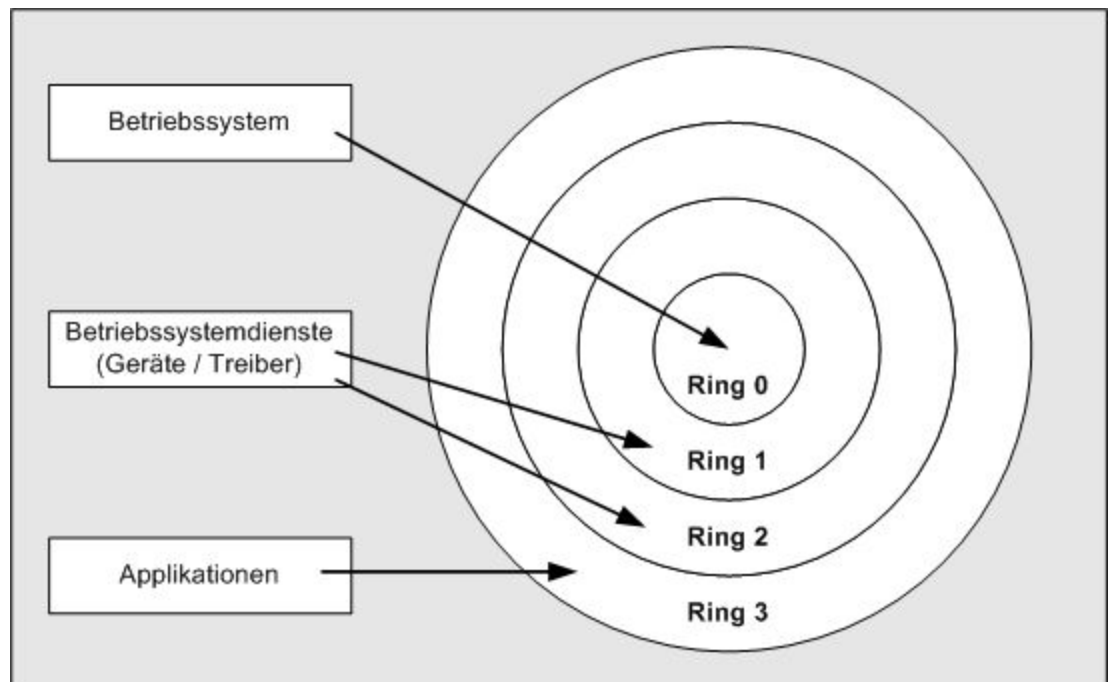 Betriebssystem
Betriebssystemdienste
(Geräte / Treiber)
Applikationen
Ring 0
Ring 1
Ring 2
Ring 3